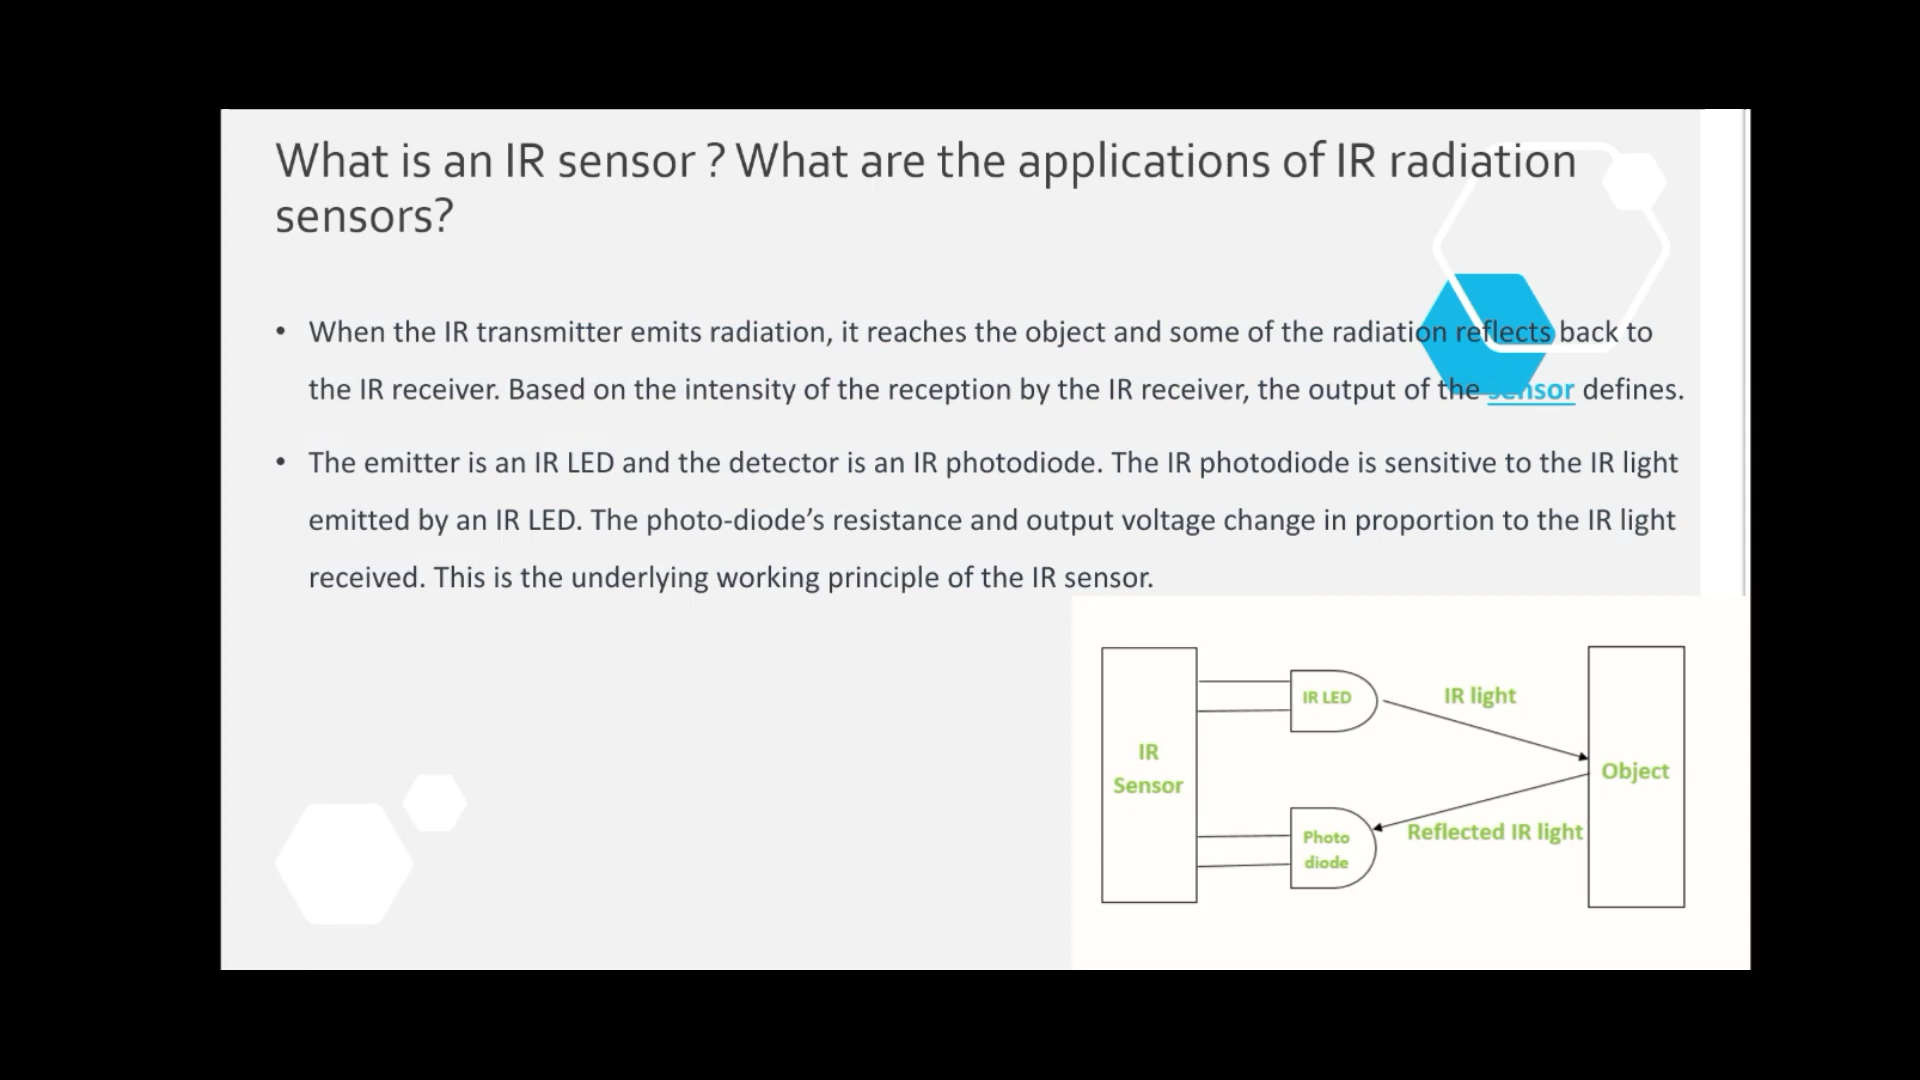 What is an IR sensor ? What are the applications of IR radiation
sensors?
• When the IR transmitter emits radiation, it reaches the object and some of the radiation reflects back to
the IR receiver. Based on the intensity of the reception by the IR receiver, the output of the sensor defines.
• The emitter is an IR LED and the detector is an IR photodiode. The IR photodiode is sensitive to the IR light
emitted by an IR LED. The photo-diode’s resistance and output voltage change in proportion to the IR light
received. This is the underlying working principle of the IR sensor.
IR LED
IR light
IR
Sensor
Object
Photo
diode
Reflected IR light